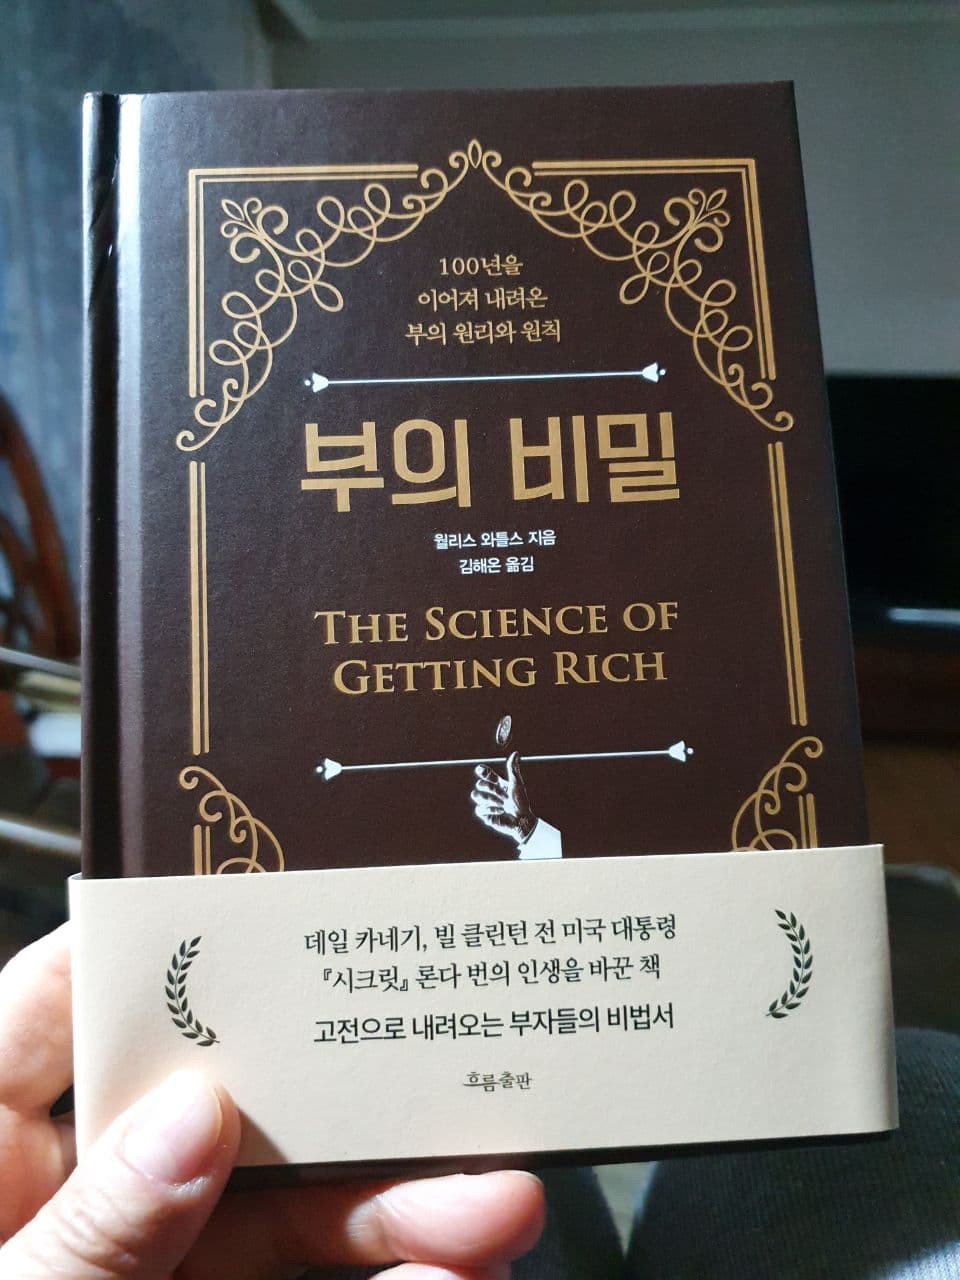 100년을
이어져 내려온
부의 원리와 원칙
부의 비밀
월리스 와틀스 지음
김해온 옮김
THE SCIENCE OF
GETTING RICH
데일 카네기, 빌 클린턴 전 미국 대통령
『시크릿』 론다 번의 인생을 바꾼 책
고전으로 내려오는 부자들의 비법서
흐름출판